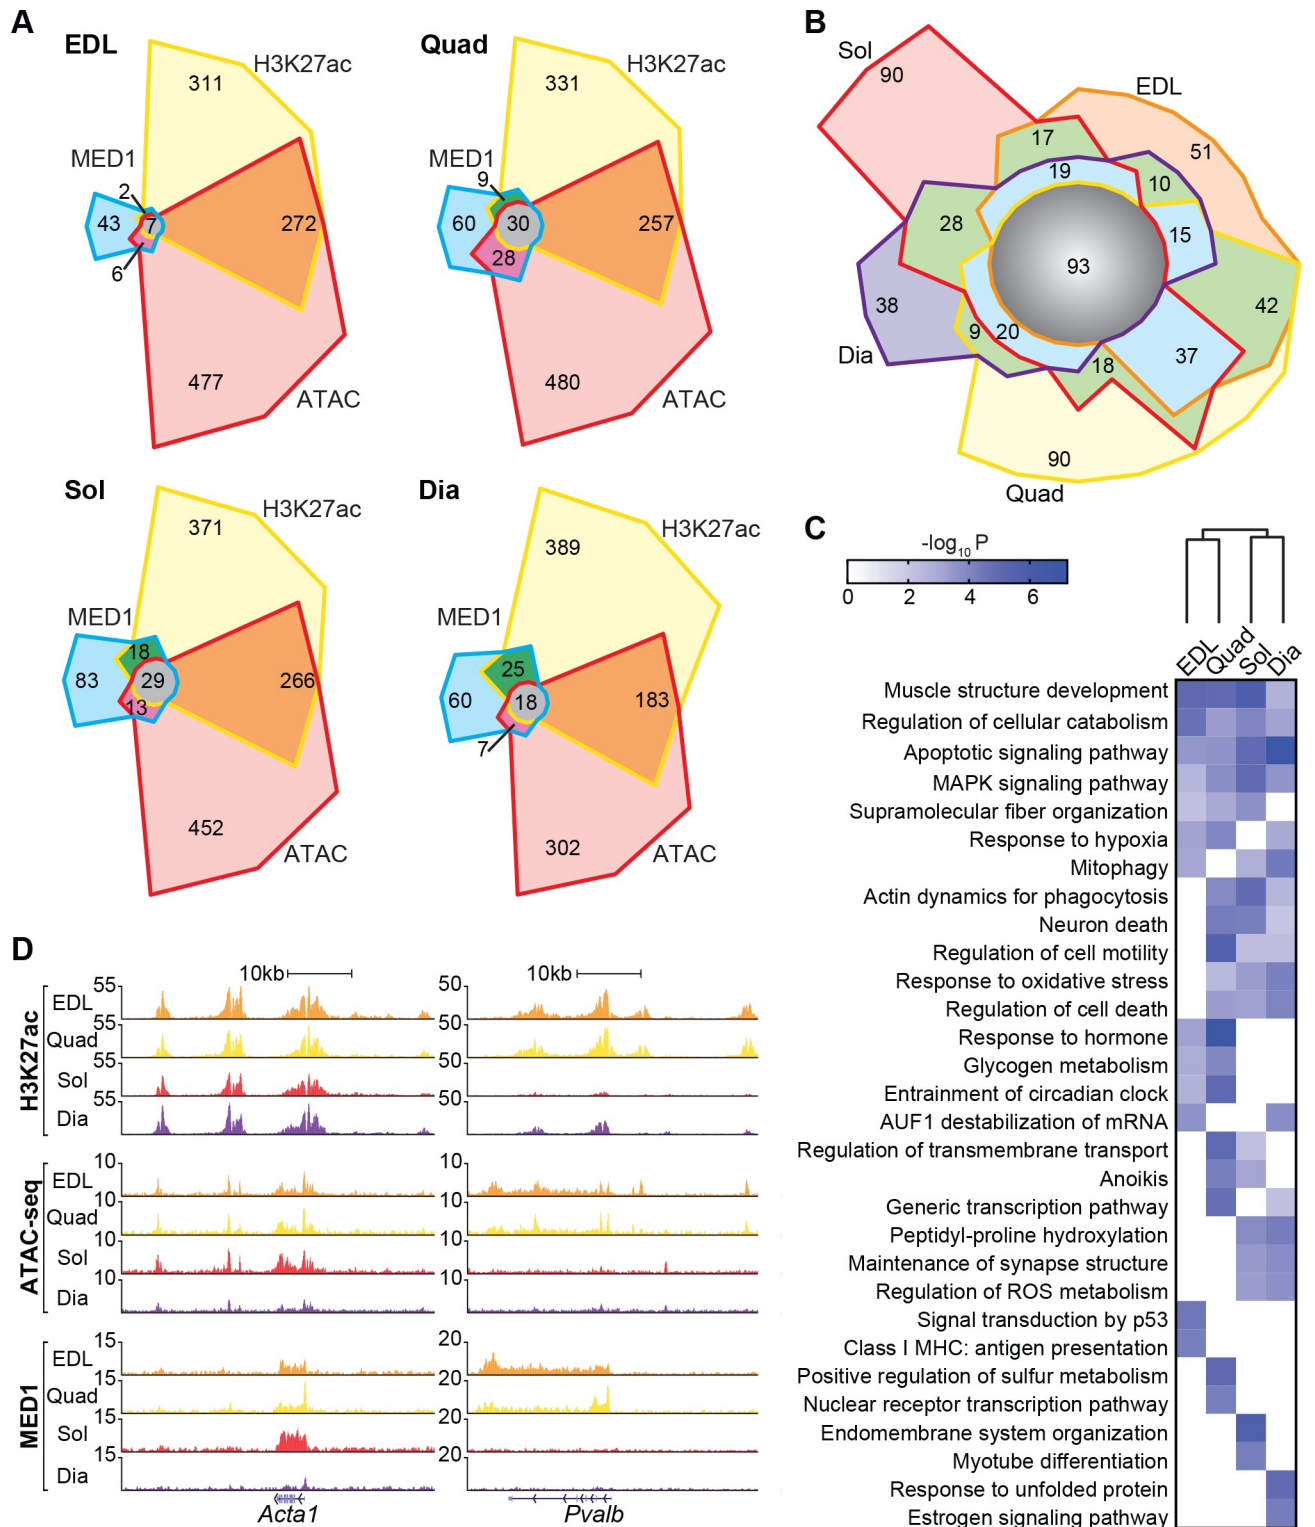 A
EDL
H3K27ac
311
MED1
2
43
7
272
6
477
ATAC
Quad
H3K27ac
331
MED1
9
60
30
257
28
480
ATAC
Sol
H3K27ac
371
MED1
18
83
29
266
13
452
ATAC
Dia
H3K27ac
389
MED1
25
60
18
183
7
302
ATAC
B
Sol
90
EDL
17
51
19
10
28
15
93
38
42
9
20
37
Dia
18
90
Quad
C
-log10 P
0 2 4 6
EDL
Quad
Sol
Dia
Muscle structure development
Regulation of cellular catabolism
Apoptotic signaling pathway
MAPK signaling pathway
Supramolecular fiber organization
Response to hypoxia
Mitophagy
Actin dynamics for phagocytosis
Neuron death
Regulation of cell motility
Response to oxidative stress
Regulation of cell death
Response to hormone
Glycogen metabolism
Entrainment of circadian clock
AUF1 destabilization of mRNA
Regulation of transmembrane transport
Anoikis
Generic transcription pathway
Peptidyl-proline hydroxylation
Maintenance of synapse structure
Regulation of ROS metabolism
Signal transduction by p53
Class I MHC: antigen presentation
Positive regulation of sulfur metabolism
Nuclear receptor transcription pathway
Endomembrane system organization
Myotube differentiation
Response to unfolded protein
Estrogen signaling pathway
D
10kb 10kb
H3K27ac
55 50
EDL
55 50
Quad
55 50
Sol
55 50
Dia
ATAC-seq
10 10
EDL
10 10
Quad
10 10
Sol
10 10
Dia
MED1
15 20
EDL
15 20
Quad
15 20
Sol
15 20
Dia
Acta1 Pvalb